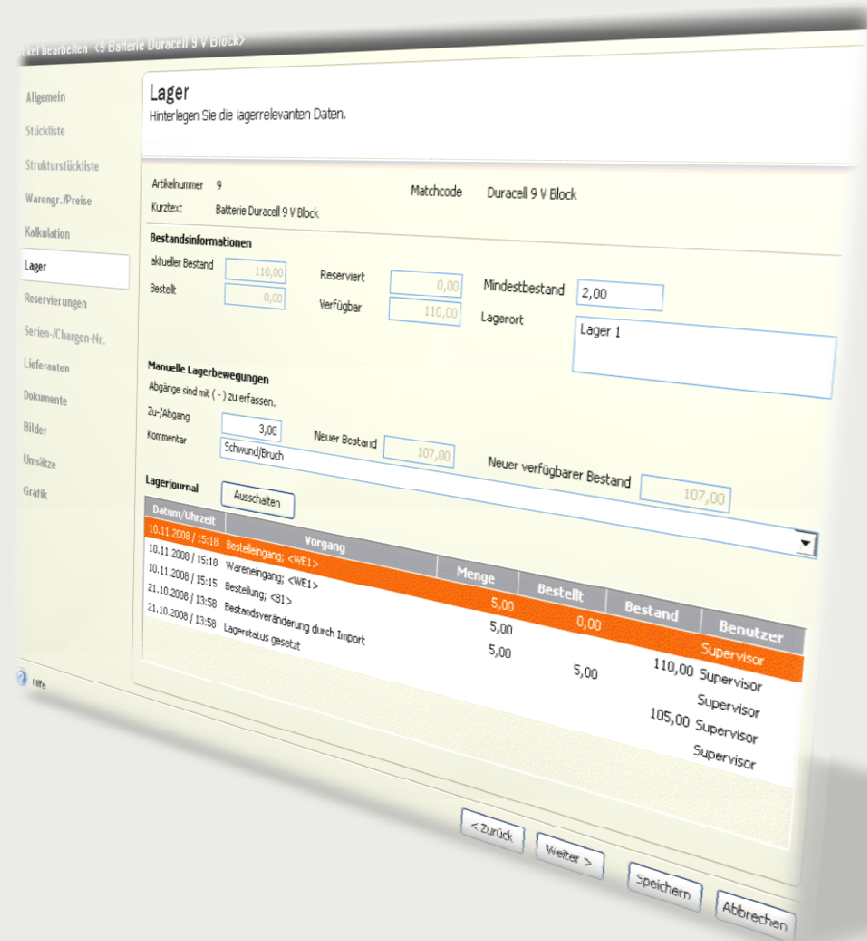 Artikel bearbeiten <9 Batterie Duracell 9 V Block>
Allgemein
Stückliste
Strukturstückliste
Warengr./Preise
Kalkulation
Lager
Reservierungen
Serien-/Chargen-Nr.
Lieferanten
Dokumente
Bilder
Umsätze
Grafik
Hilfe
Lager
Hinterlegen Sie die lagerrelevanten Daten.
Artikelnummer 9 Matchcode Duracell 9 V Block
Kurztext Batterie Duracell 9 V Block
Bestandsinformationen
aktueller Bestand 110,00 Reserviert 0,00 Mindestbestand 2,00
Bestellt 0,00 Verfügbar 110,00 Lagerort Lager 1
Manuelle Lagerbewegungen
Abgänge sind mit ( - ) zu erfassen.
Zu-/Abgang 3,00 Neuer Bestand 107,00 Neuer verfügbarer Bestand 107,00
Kommentar Schwund/Bruch
Lagerjournal Ausschalten
Datum/Uhrzeit Vorgang Menge Bestellt Bestand Benutzer
10.11.2008 / 15:18 Bestelleingang; <WE1> 5,00 0,00 Supervisor
10.11.2008 / 15:18 Wareneingang; <WE1> 5,00 110,00 Supervisor
10.11.2008 / 15:15 Bestellung; <B1> 5,00 5,00 Supervisor
21.10.2008 / 13:58 Bestandsveränderung durch Import 105,00 Supervisor
21.10.2008 / 13:58 Lagerstatus gesetzt Supervisor
< Zurück Weiter > Speichern Abbrechen